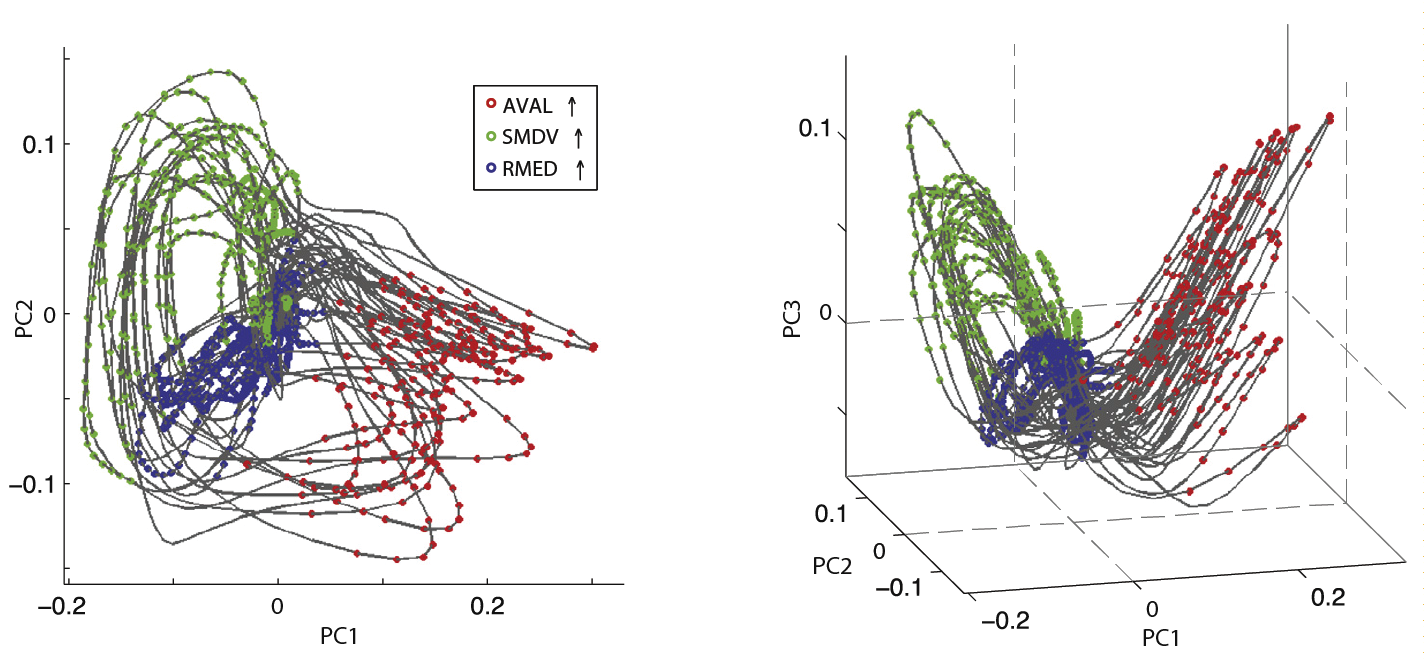 0.1
0
−0.1
PC2
−0.2
0
0.2
PC1
AVAL ↑
SMDV ↑
RMED ↑
0.1
0
PC3
0.1
0
−0.1
PC2
−0.2
0
0.2
PC1